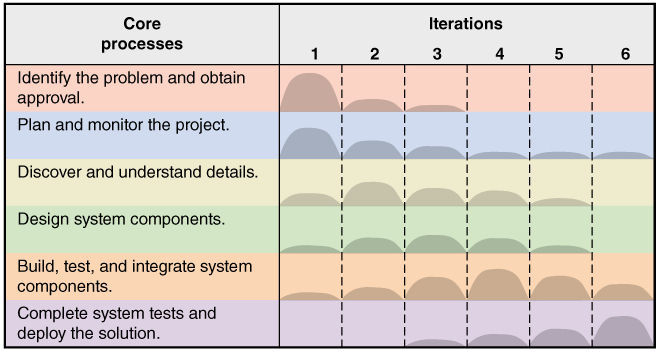 Core
processes
Iterations
1 2 3 4 5 6
Identify the problem and obtain
approval.
Plan and monitor the project.
Discover and understand details.
Design system components.
Build, test, and integrate system
components.
Complete system tests and
deploy the solution.